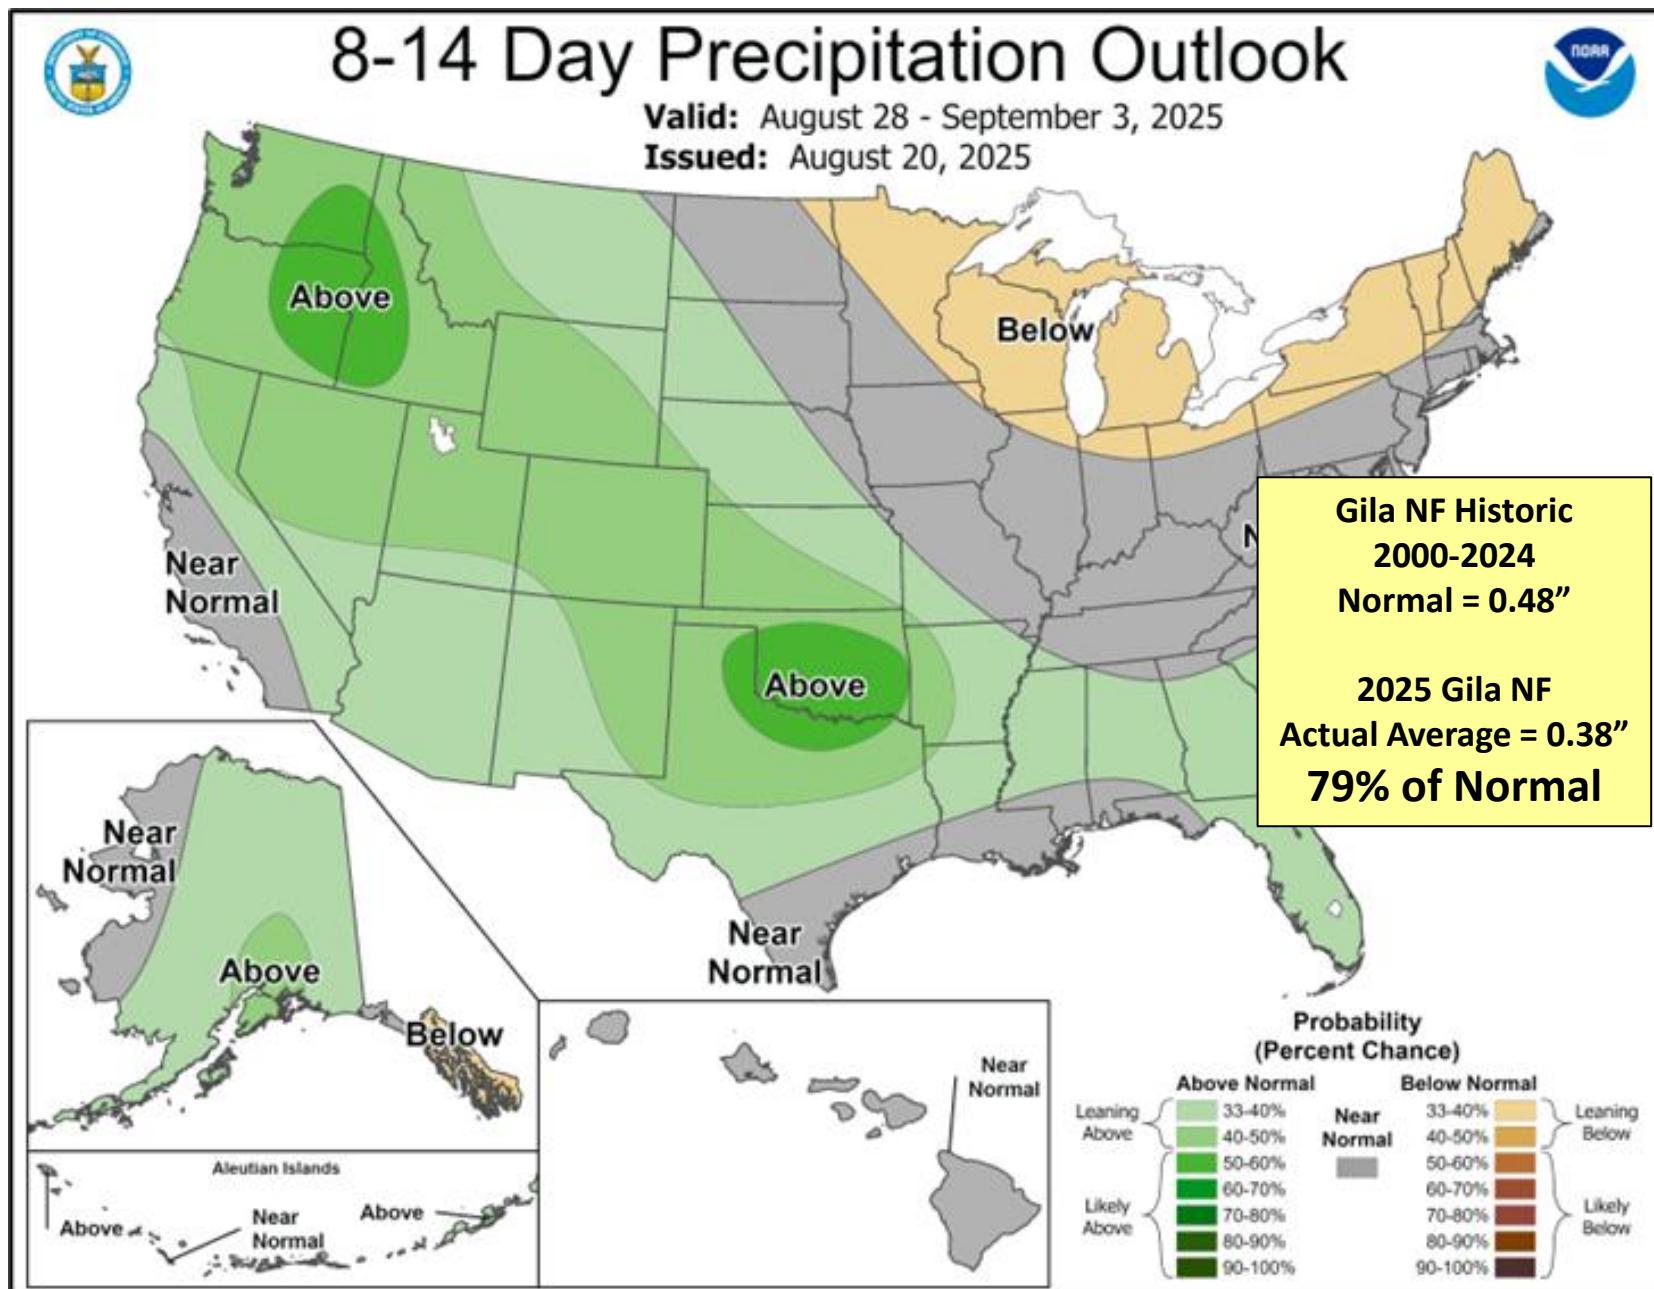 8-14 Day Precipitation Outlook
Valid: August 28 - September 3, 2025
Issued: August 20, 2025
NOAA
Above
Below
Near
Normal
Above
Near
Normal
N
Gila NF Historic
2000-2024
Normal = 0.48”
2025 Gila NF
Actual Average = 0.38”
79% of Normal
Near
Normal
Above
Below
Aleutian Islands
Above
Near
Normal
Above
Near
Normal
Probability
(Percent Chance)
Above Normal
Below Normal
Leaning
Above
33-40%
40-50%
Likely
Above
50-60%
60-70%
70-80%
80-90%
90-100%
Near
Normal
33-40%
40-50%
Leaning
Below
50-60%
60-70%
70-80%
80-90%
90-100%
Likely
Below